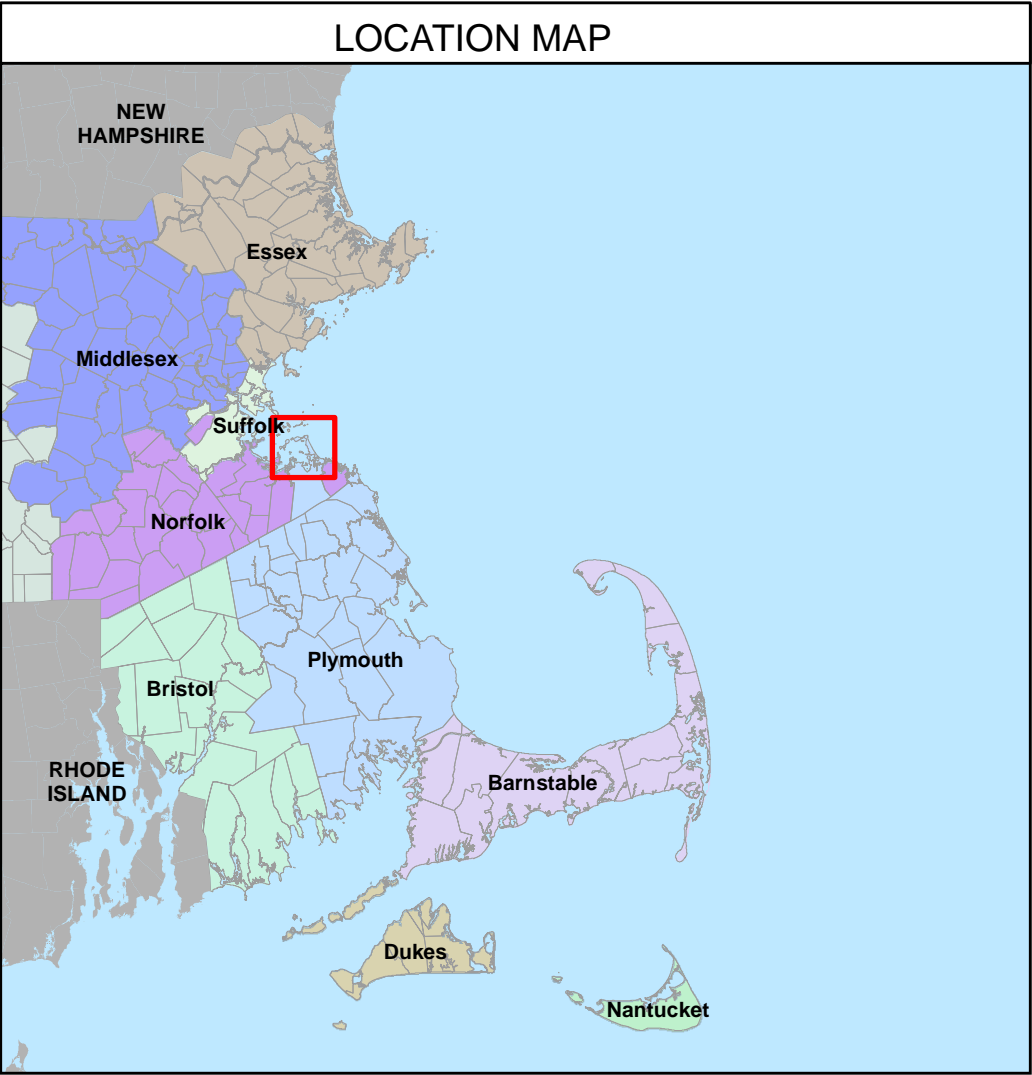 LOCATION MAP
NEW
HAMPSHIRE
Essex
Middlesex
Suffolk
Norfolk
Plymouth
Bristol
RHODE
ISLAND
Barnstable
Dukes
Nantucket